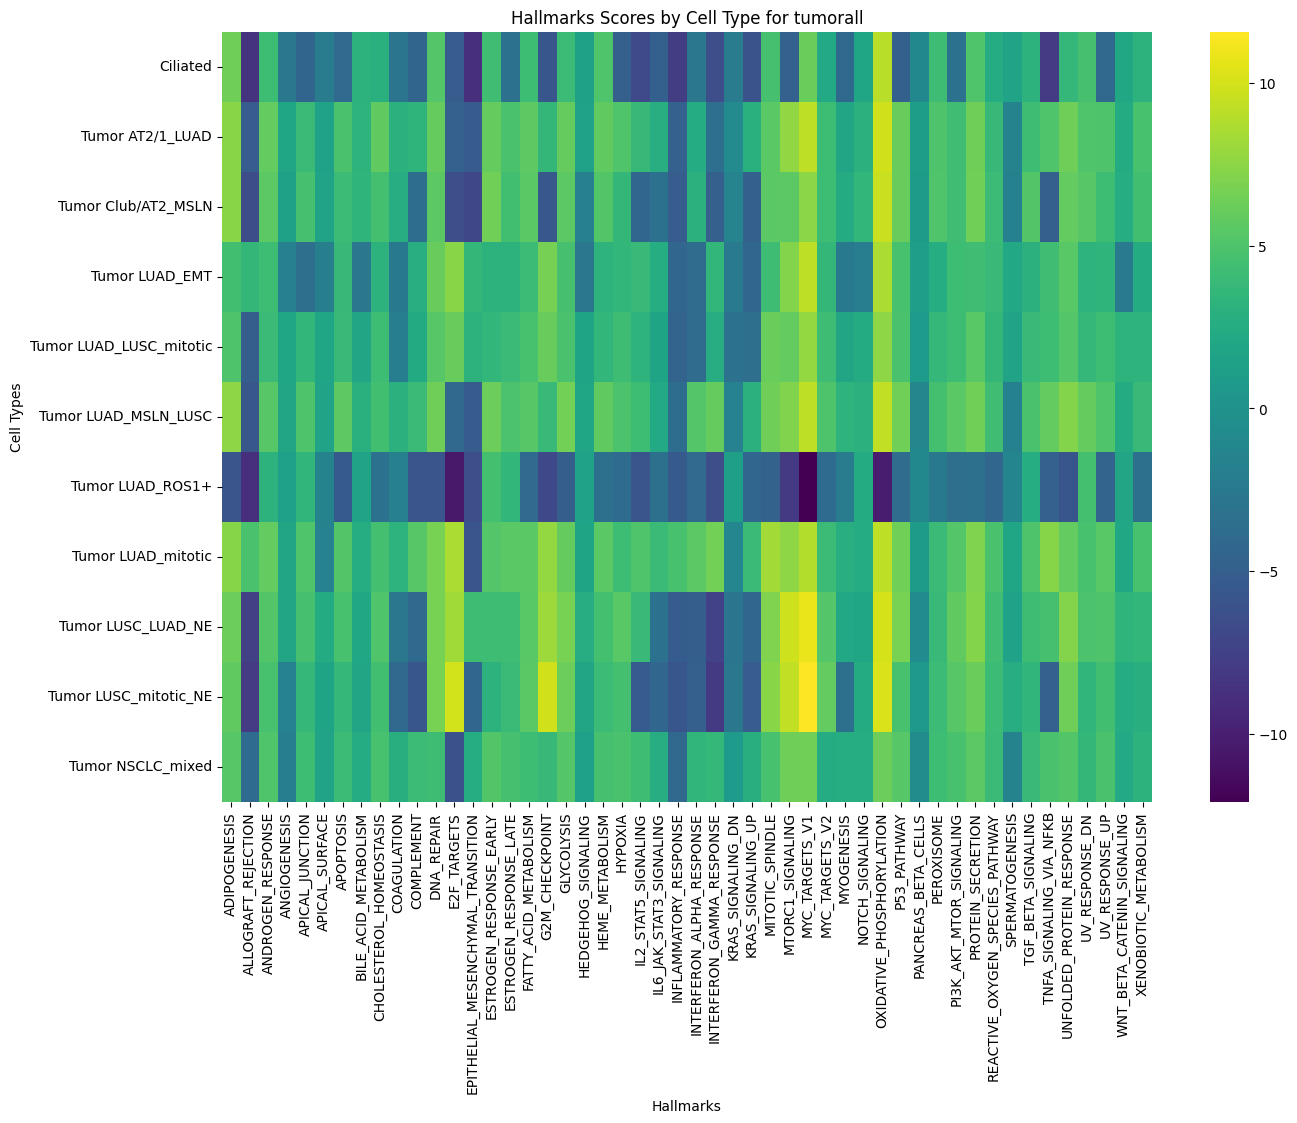 Hallmarks Scores by Cell Type for tumorall
Cell Types
Ciliated
Tumor AT2/1_LUAD
Tumor Club/AT2_MSLN
Tumor LUAD_EMT
Tumor LUAD_LUSC_mitotic
Tumor LUAD_MSLN_LUSC
Tumor LUAD_ROS1+
Tumor LUAD_mitotic
Tumor LUSC_LUAD_NE
Tumor LUSC_mitotic_NE
Tumor NSCLC_mixed
ADIPOGENESIS
ALLOGRAFT_REJECTION
ANDROGEN_RESPONSE
ANGIOGENESIS
APICAL_JUNCTION
APICAL_SURFACE
APOPTOSIS
BILE_ACID_METABOLISM
CHOLESTEROL_HOMEOSTASIS
COAGULATION
COMPLEMENT
DNA_REPAIR
E2F_TARGETS
EPITHELIAL_MESENCHYMAL_TRANSITION
ESTROGEN_RESPONSE_EARLY
ESTROGEN_RESPONSE_LATE
FATTY_ACID_METABOLISM
G2M_CHECKPOINT
GLYCOLYSIS
HEDGEHOG_SIGNALING
HEME_METABOLISM
HYPOXIA
IL2_STAT5_SIGNALING
IL6_JAK_STAT3_SIGNALING
INFLAMMATORY_RESPONSE
INTERFERON_ALPHA_RESPONSE
INTERFERON_GAMMA_RESPONSE
KRAS_SIGNALING_DN
KRAS_SIGNALING_UP
MITOTIC_SPINDLE
MTORC1_SIGNALING
MYC_TARGETS_V1
MYC_TARGETS_V2
MYOGENESIS
NOTCH_SIGNALING
OXIDATIVE_PHOSPHORYLATION
P53_PATHWAY
PANCREAS_BETA_CELLS
PEROXISOME
PI3K_AKT_MTOR_SIGNALING
PROTEIN_SECRETION
REACTIVE_OXYGEN_SPECIES_PATHWAY
SPERMATOGENESIS
TGF_BETA_SIGNALING
TNFA_SIGNALING_VIA_NFKB
UNFOLDED_PROTEIN_RESPONSE
UV_RESPONSE_DN
UV_RESPONSE_UP
WNT_BETA_CATENIN_SIGNALING
XENOBIOTIC_METABOLISM
Hallmarks
10
5
0
−5
−10